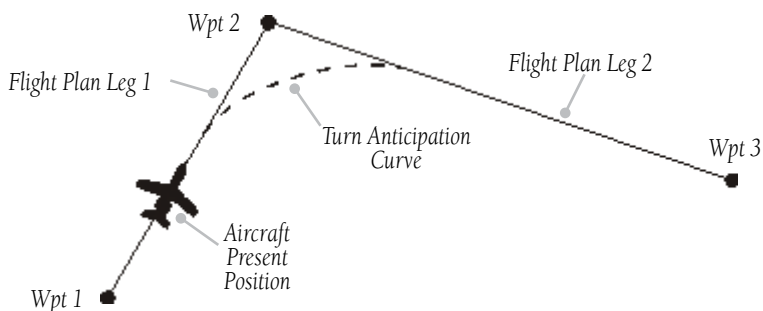 Wpt 2
Flight Plan Leg 1
Flight Plan Leg 2
Turn Anticipation
Curve
Wpt 3
Aircraft
Present
Position
Wpt 1